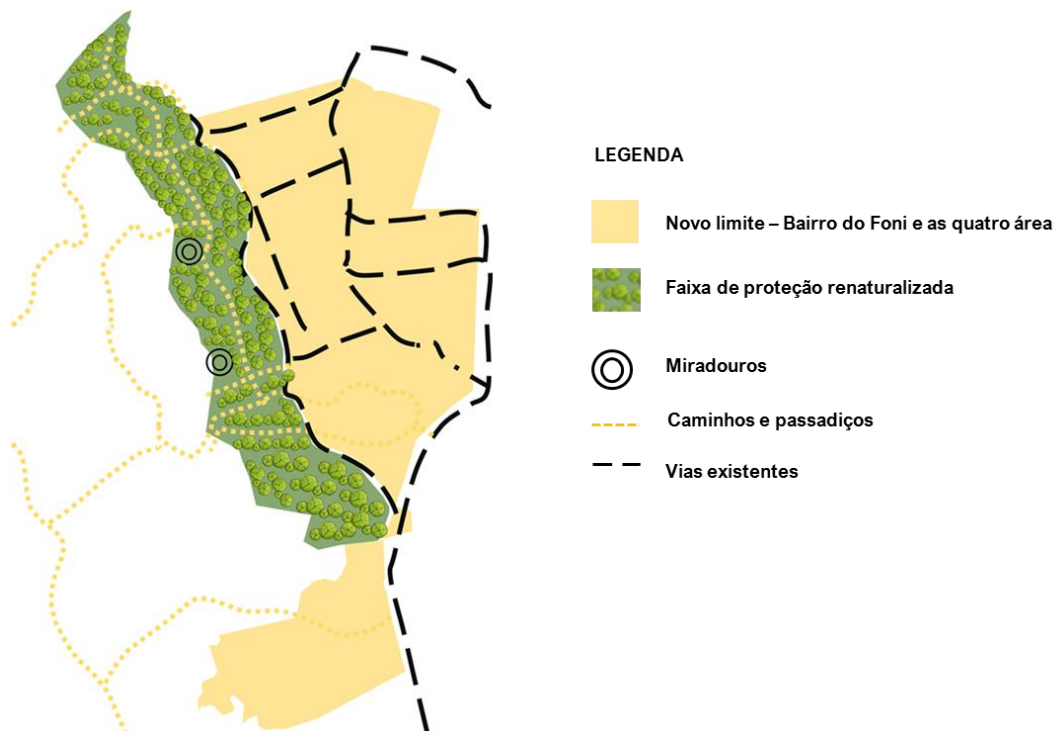 LEGENDA
Novo limite – Bairro do Foni e as quatro área
Faixa de proteção renaturalizada
Miradouros
Caminhos e passadiços
Vias existentes